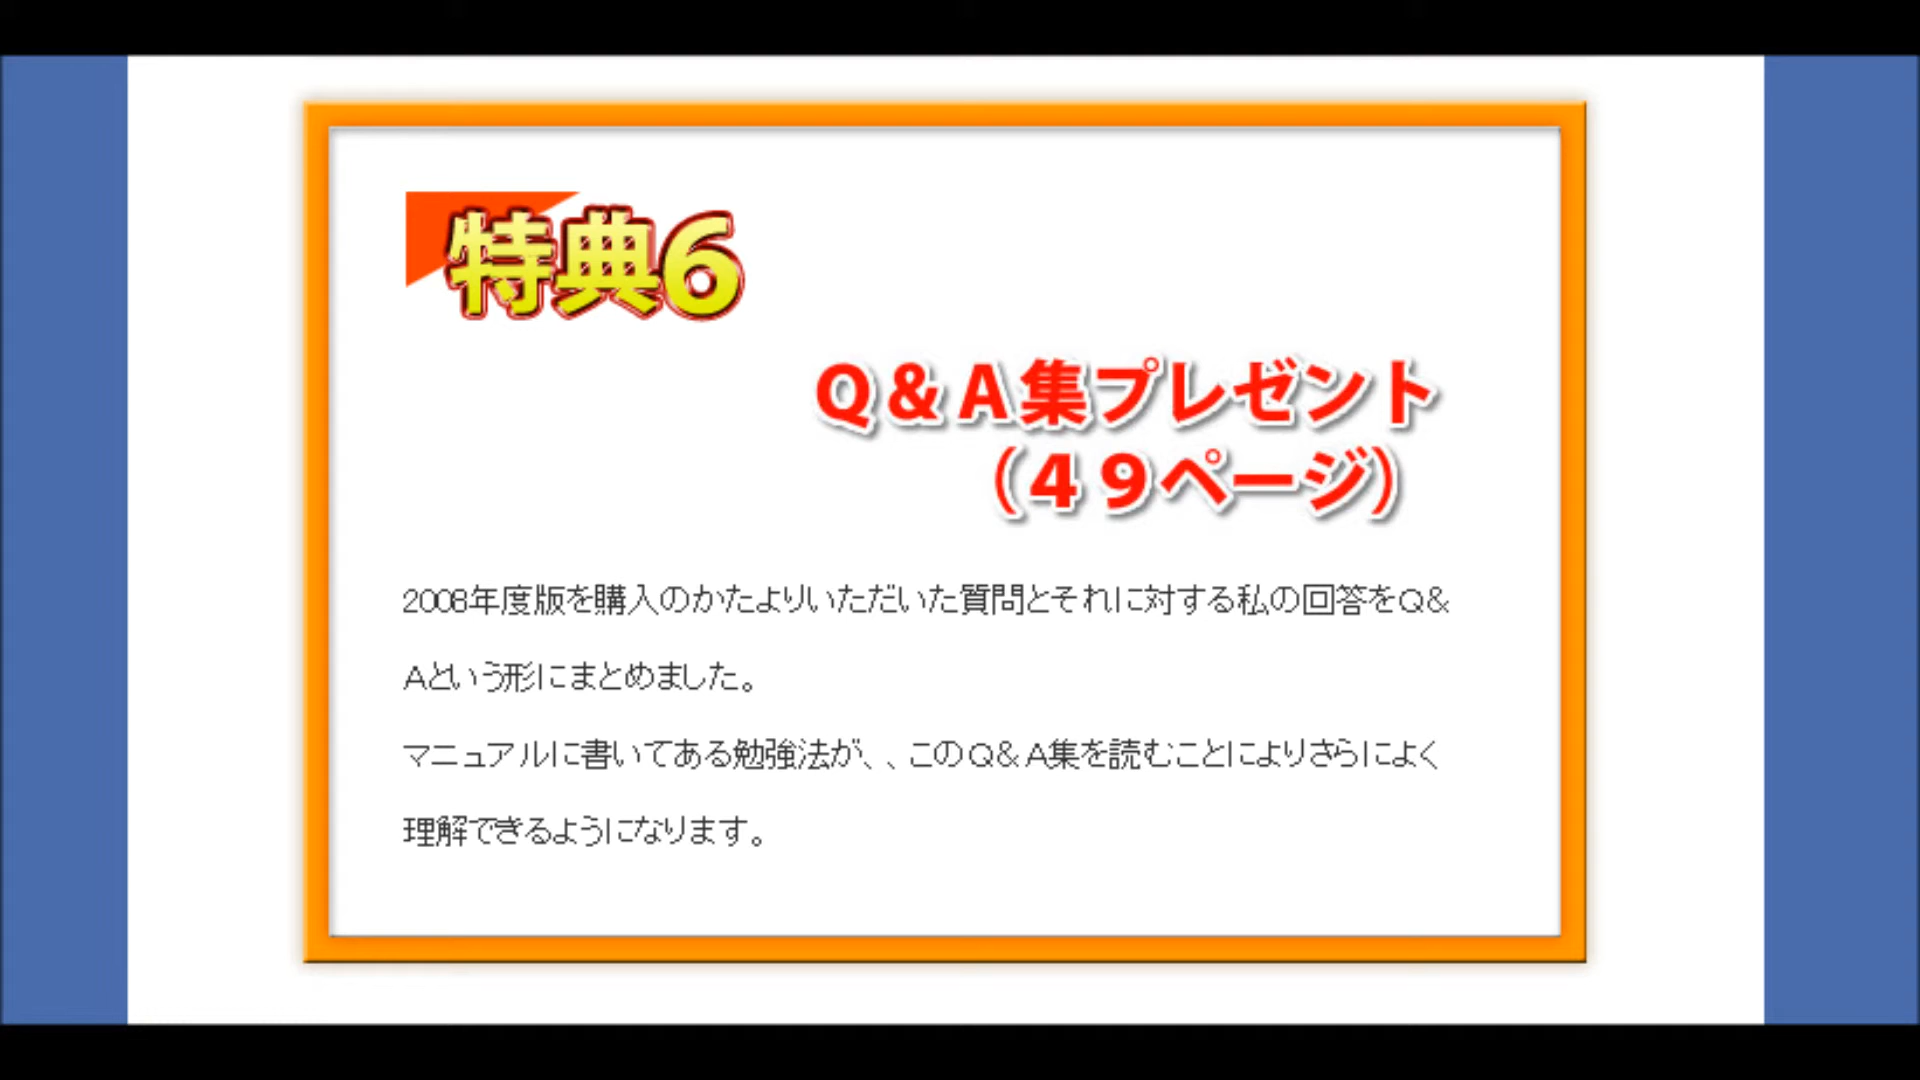 特典6
Ｑ＆Ａ集プレゼント
（４９ページ）
2008年度版を購入のかたよりいただいた質問とそれに対する私の回答をQ＆
Aという形にまとめました。
マニュアルに書いてある勉強法が、、このQ＆A集を読むことによりさらによく
理解できるようになります。